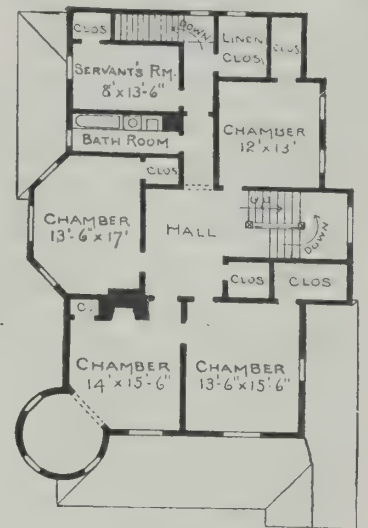 CLOS
DOWN
LINEN
CLOS.
CLOS.
SERVANT'S RM.
8' x 13'-6"
BATH ROOM
CHAMBER
12' x 13'
CLOS.
CHAMBER
13'-6" x 17'
HALL
UP
DOWN
CLOS
CLOS.
C.
CHAMBER
14' x 15'-6"
CHAMBER
13'-6" x 15'-6"